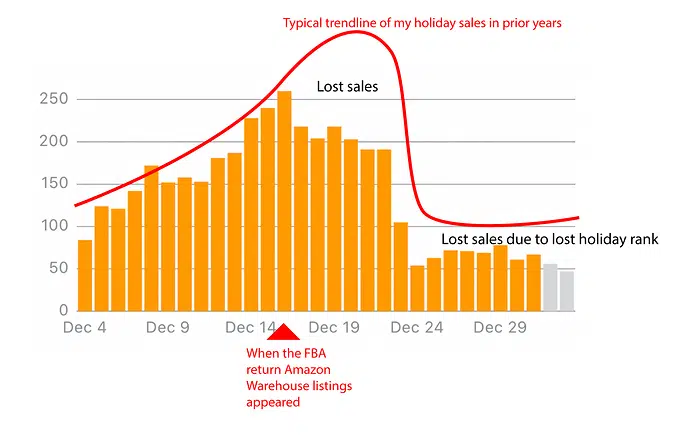 Typical trendline of my holiday sales in prior years
Lost sales
250
200
150
100
Lost sales due to lost holiday rank
50
0
Dec 4 Dec 9 Dec 14 Dec 19 Dec 24 Dec 29
When the FBA
return Amazon
Warehouse listings
appeared